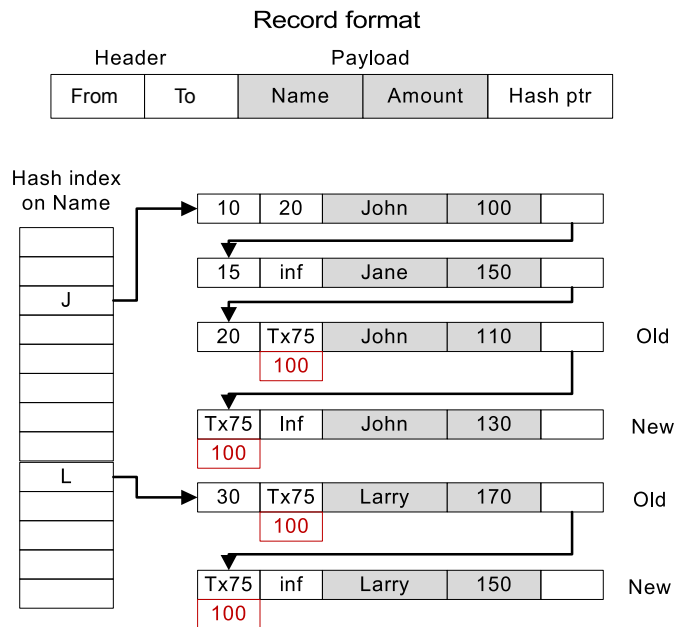 Record format
Header Payload
From To Name Amount Hash ptr
Hash index
on Name
10 20 John 100
15 inf Jane 150
J
20 Tx75 John 110 Old
100
Tx75 Inf John 130 New
100
L
30 Tx75 Larry 170 Old
100
Tx75 inf Larry 150 New
100